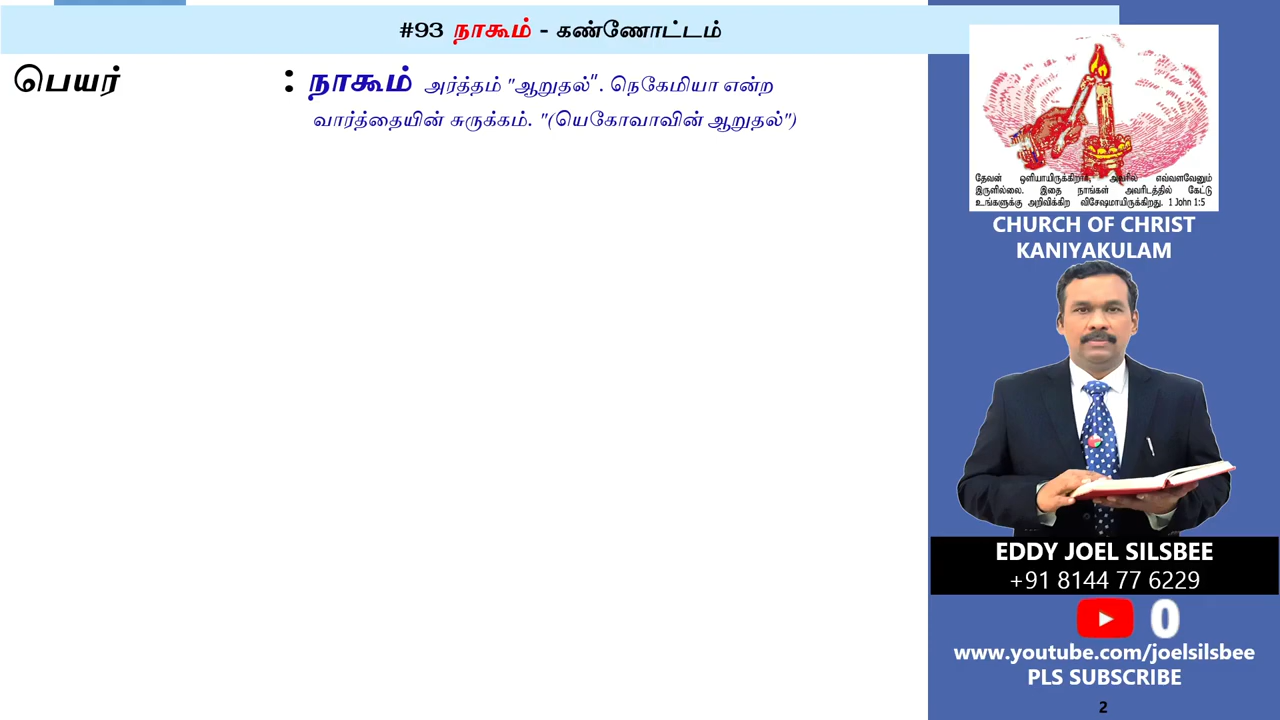 #93 நாகூம் - கண்ணோட்டம்
பெயர் : நாகூம் அர்த்தம் "ஆறுதல்". நெகேமியா என்ற
வார்த்தையின் சுருக்கம். "(யெகோவாவின் ஆறுதல்")
தேவன் ஒளியாயிருக்கிறார், அவரில் எவ்வளவேனும்
இருளில்லை. இதை நாங்கள் அவரிடத்தில் கேட்டு
உங்களுக்கு அறிவிக்கிற விசேஷமாயிருக்கிறது. 1 John 1:5
CHURCH OF CHRIST
KANIYAKULAM
EDDY JOEL SILSBEE
+91 8144 77 6229
0
www.youtube.com/joelsilsbee
PLS SUBSCRIBE
2